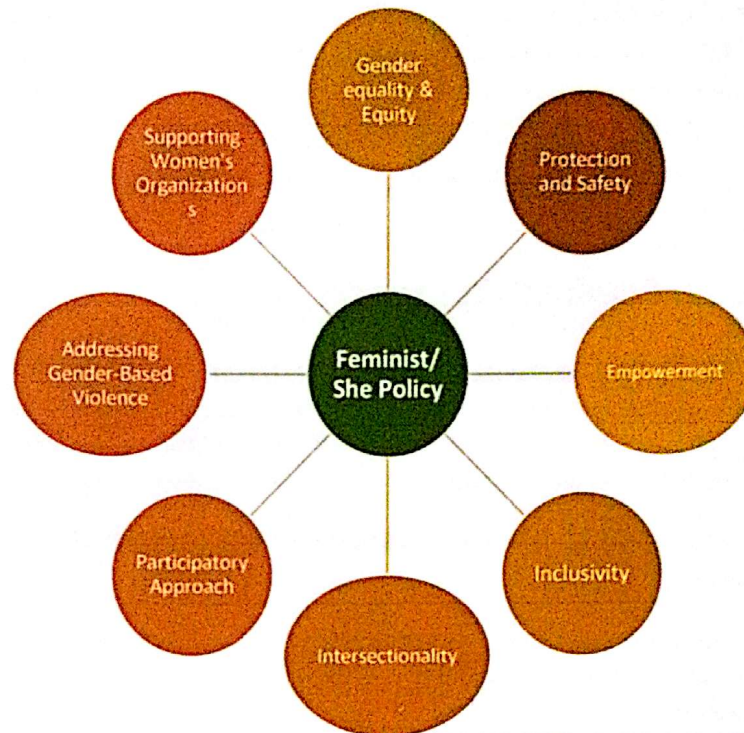 Gender
equality &
Equity
Protection
and Safety
Empowerment
Inclusivity
Intersectionality
Participatory
Approach
Addressing
Gender-Based
Violence
Supporting
Women's
Organization
s
Feminist/
She Policy